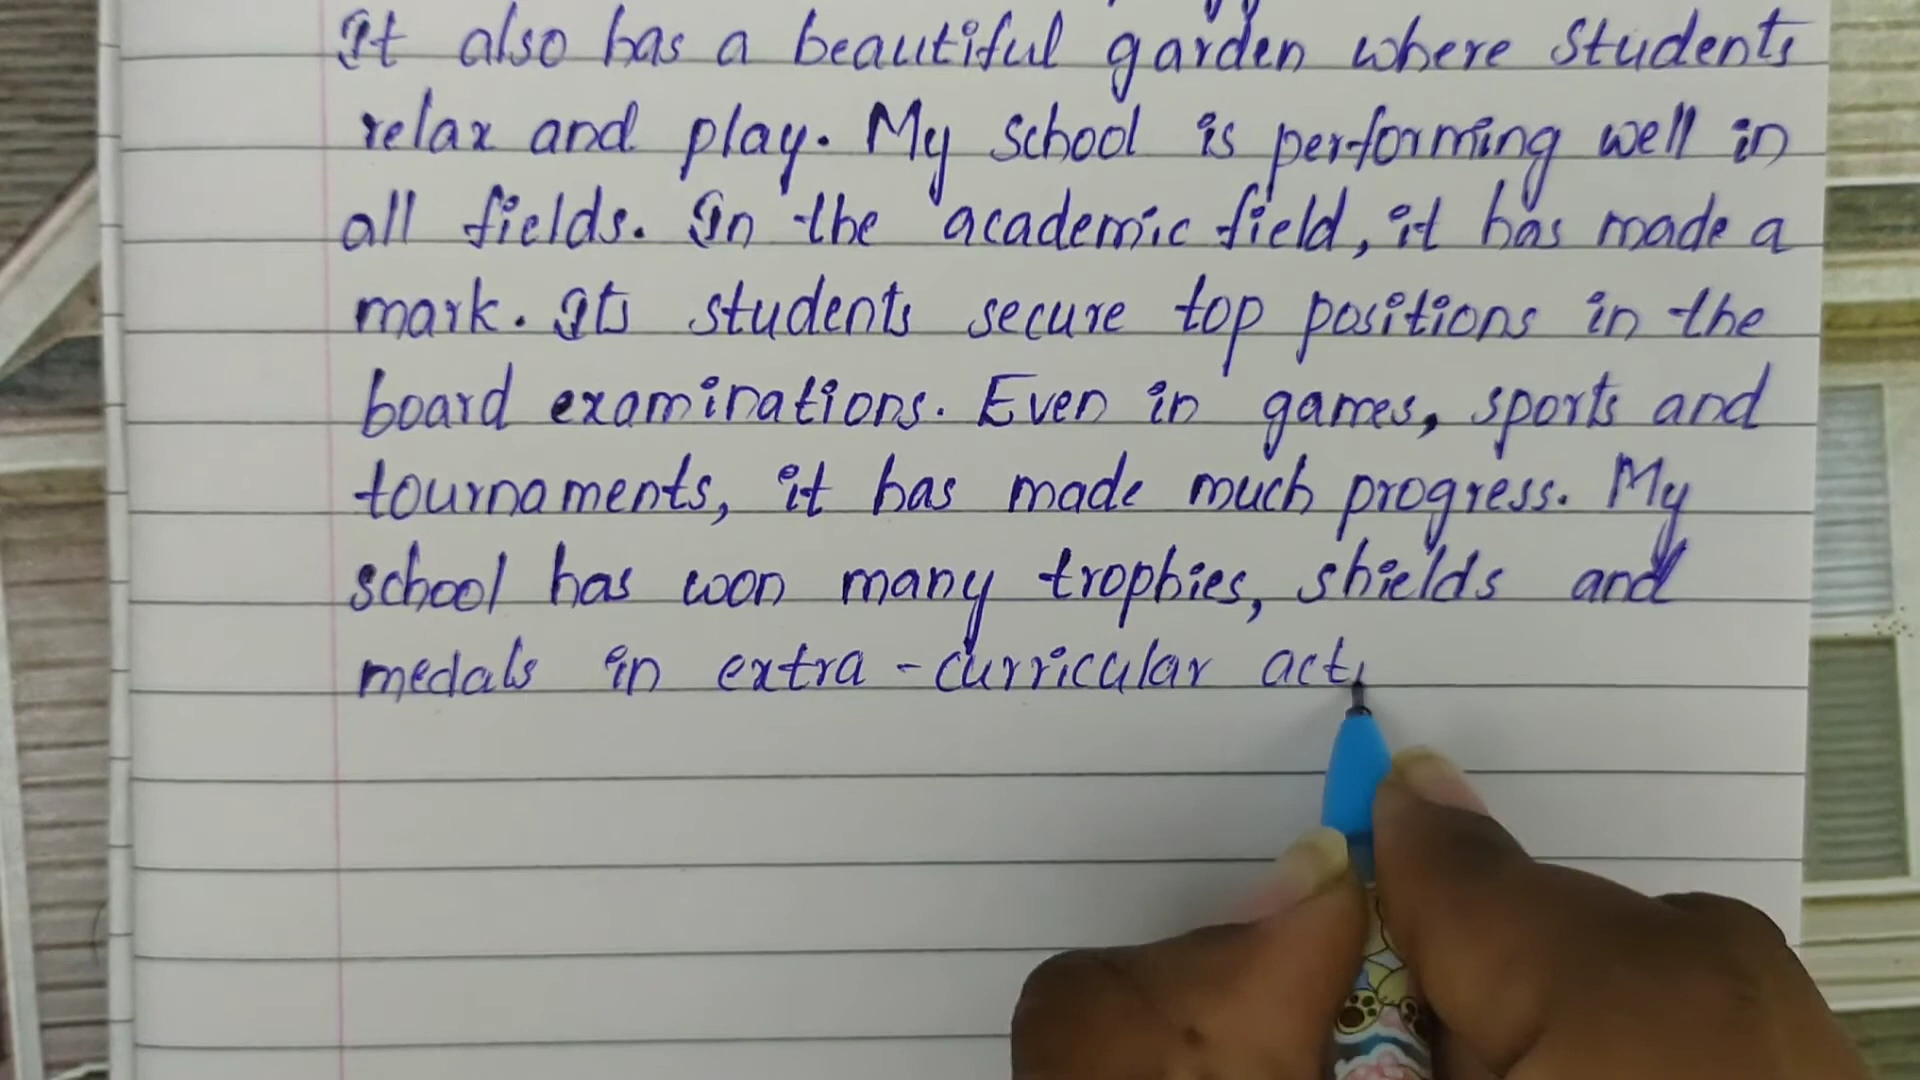 It also has a beautiful garden where students
relax and play. My school is performing well in
all fields. In the academic field, it has made a
mark. Its students secure top positions in the
board examinations. Even in games, sports and
tournaments, it has made much progress. My
school has won many trophies, shields and
medals in extra-curricular acti